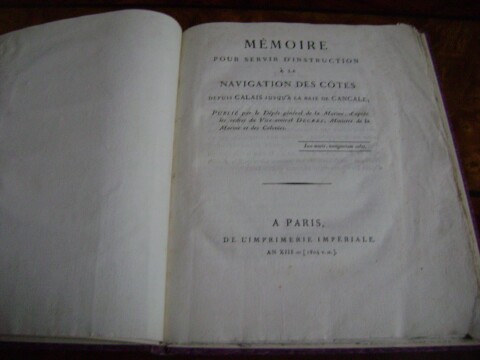 MÉMOIRE
POUR SERVIR D'INSTRUCTION
À LA
NAVIGATION DES CÔTES
DEPUIS CALAIS JUSQU'À LA BAIE DE CANCALE;
PUBLIÉ par le Dépôt général de la Marine, d'après
les ordres du Vice-amiral DECRÈS, Ministre de la
Marine et des Colonies.
À PARIS,
DE L'IMPRIMERIE IMPÉRIALE.
AN XIII